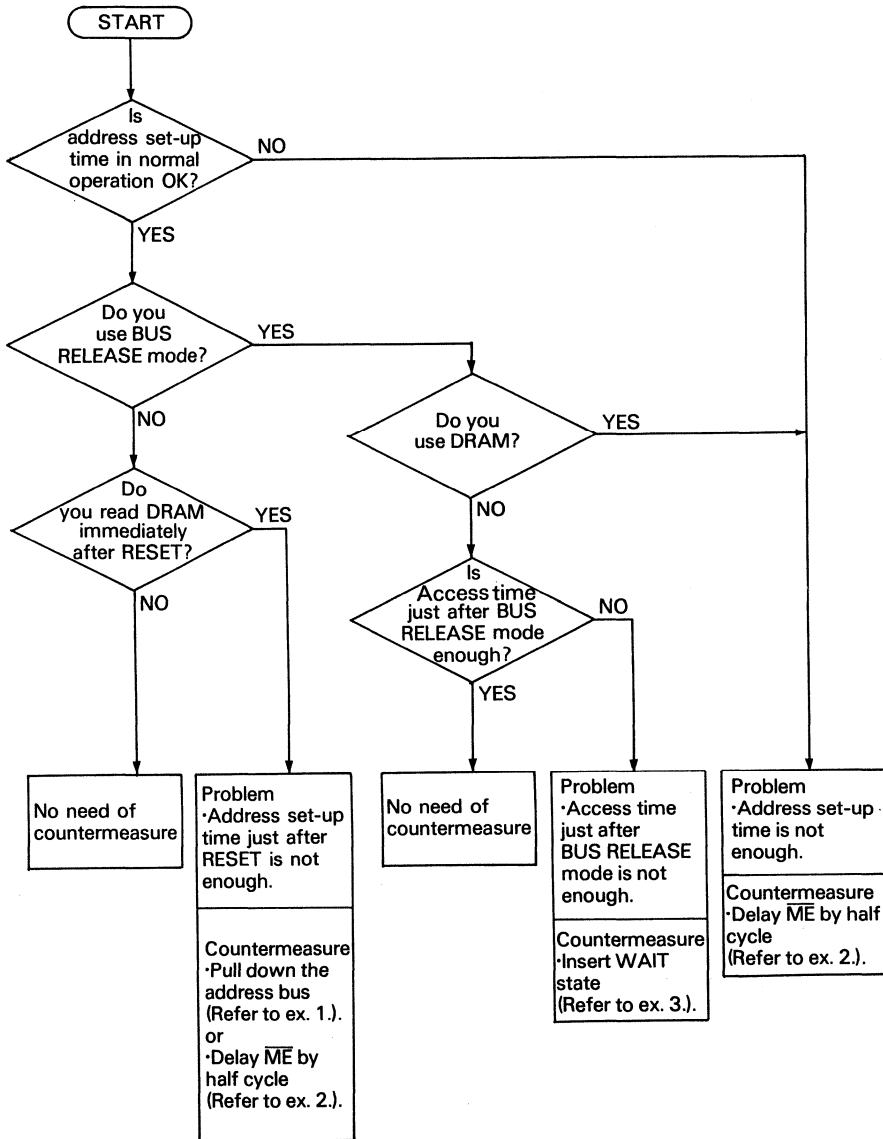 START
Is
address set-up
time in normal
operation OK?
NO
YES
Do you
use BUS
RELEASE mode?
YES
NO
Do you
use DRAM?
YES
NO
Do
you read DRAM
immediately
after RESET?
YES
NO
Is
Access time
just after BUS
RELEASE mode
enough?
NO
YES
No need of
countermeasure
Problem
·Address set-up
time just after
RESET is not
enough.
Countermeasure
·Pull down the
address bus
(Refer to ex. 1.).
or
·Delay M̅E̅ by
half cycle
(Refer to ex. 2.).
No need of
countermeasure
Problem
·Access time
just after
BUS RELEASE
mode is not
enough.
Countermeasure
·Insert WAIT
state
(Refer to ex. 3.).
Problem
·Address set-up
time is not
enough.
Countermeasure
·Delay M̅E̅ by half
cycle
(Refer to ex. 2.).